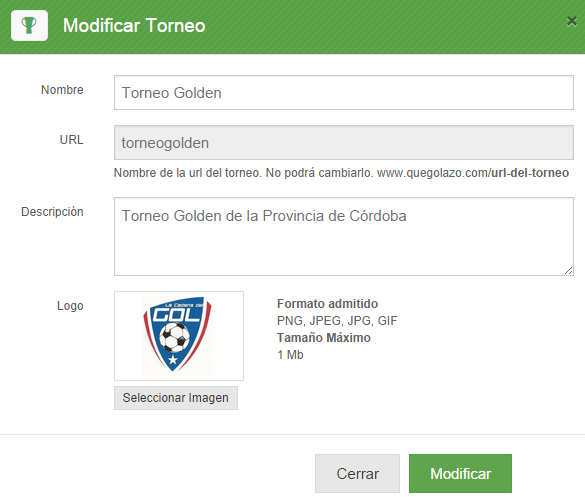 Modificar Torneo
×
Nombre
Torneo Golden
URL
torneogolden
Nombre de la url del torneo. No podrá cambiarlo. www.quegolazo.com/url-del-torneo
Descripción
Torneo Golden de la Provincia de Córdoba
Logo
La Cadena del
GOL
Formato admitido
PNG, JPEG, JPG, GIF
Tamaño Máximo
1 Mb
Seleccionar Imagen
Cerrar
Modificar